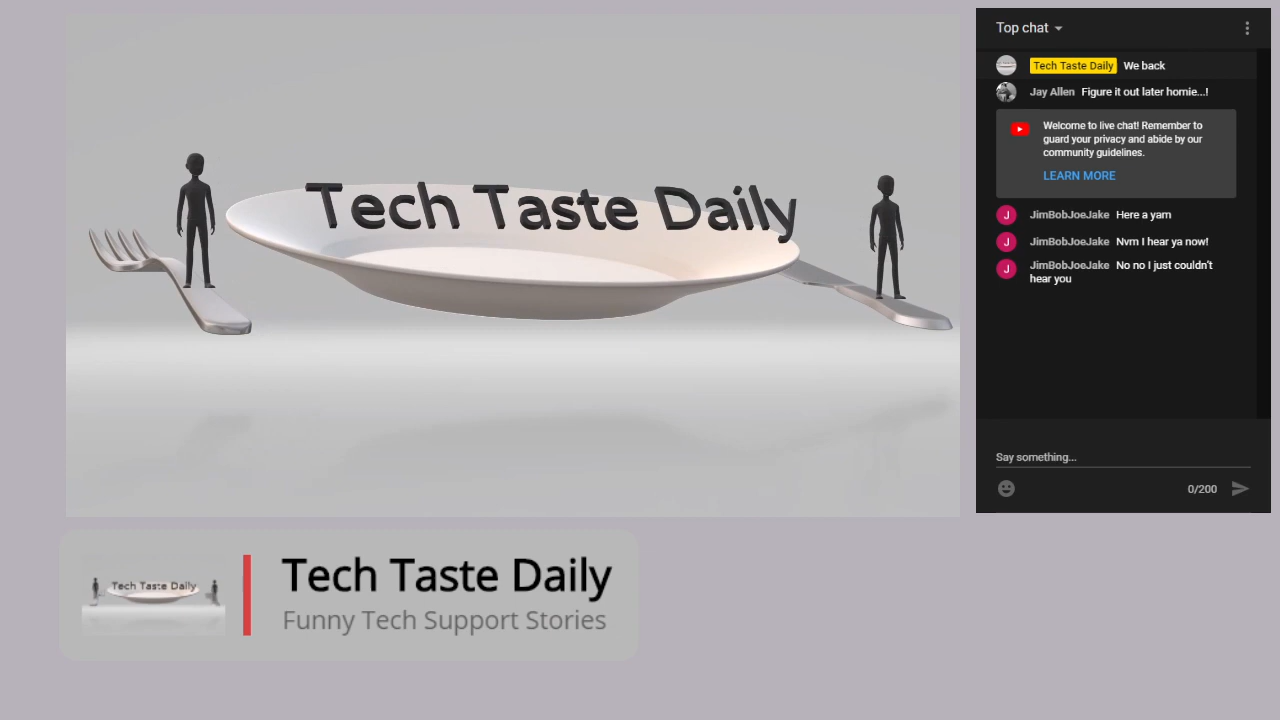 Tech Taste Daily
Top chat
Tech Taste Daily We back
Jay Allen Figure it out later homie...!
Welcome to live chat! Remember to
guard your privacy and abide by our
community guidelines.
LEARN MORE
J JimBobJoeJake Here a yam
J JimBobJoeJake Nvm I hear ya now!
J JimBobJoeJake No no I just couldn't
hear you
Say something...
0/200
Tech Taste Daily
Tech Taste Daily
Funny Tech Support Stories